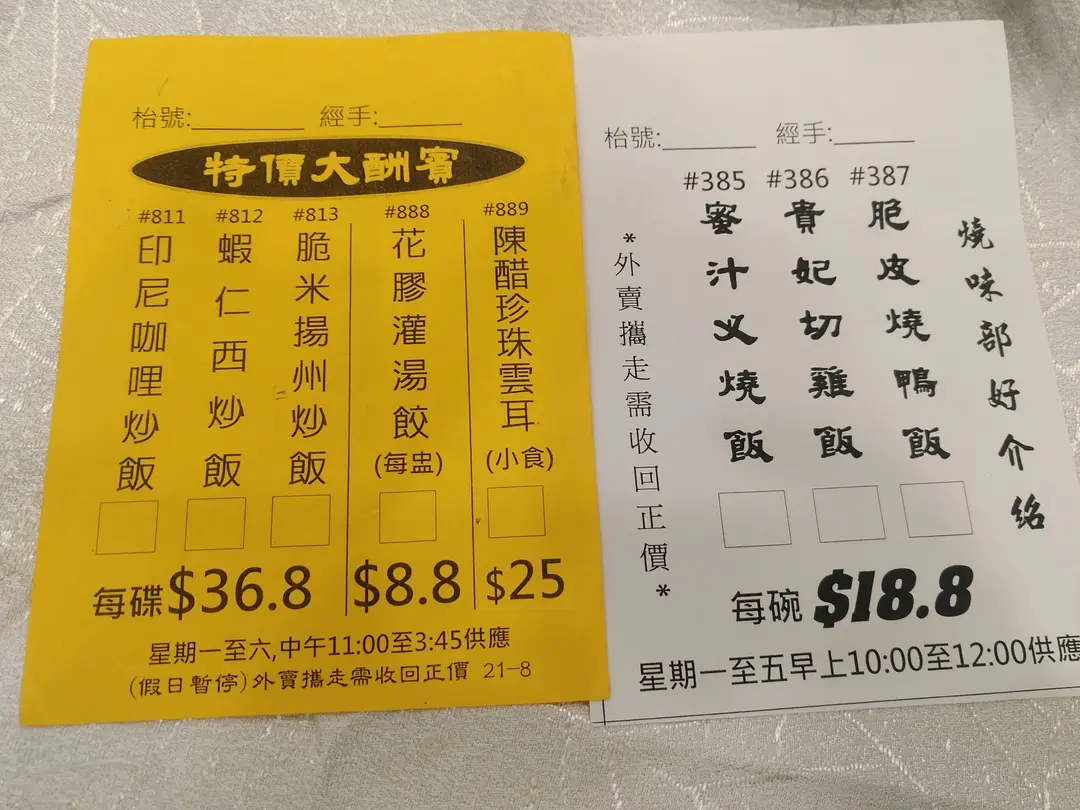 枱號:________ 經手:______
特價大酬賓
#811 #812 #813 #888 #889
印尼咖哩炒飯
蝦仁西炒飯
脆米揚州炒飯
花膠灌湯餃
(每盅)
陳醋珍珠雲耳
(小食)
每碟$36.8 $8.8 $25
星期一至六,中午11:00至3:45供應
(假日暫停)外賣攜走需收回正價 21-8
枱號:_______ 經手:______
#385 #386 #387
蜜汁义燒飯
貴妃切雞飯
脆皮燒鴨飯
燒味部好介紹
*外賣攜走需收回正價*
每碗 $18.8
星期一至五早上10:00至12:00供應